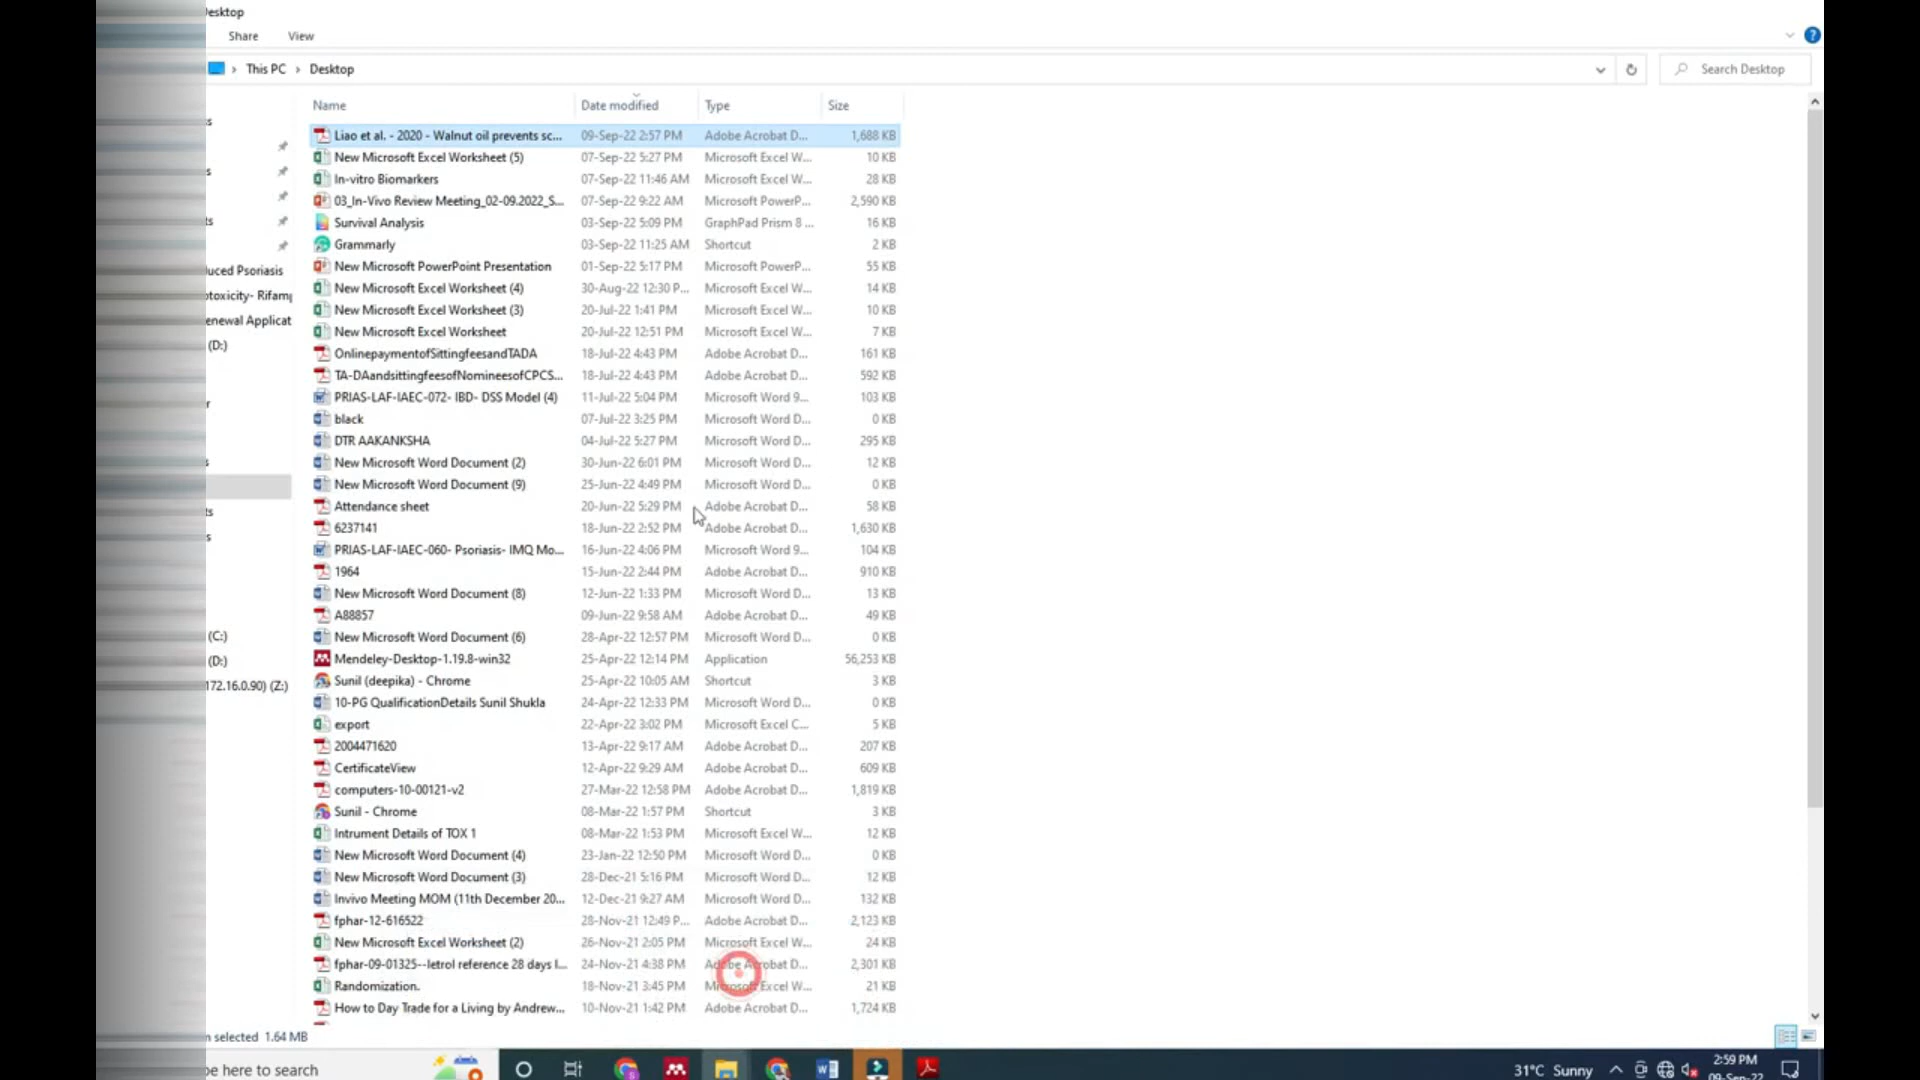 Desktop
Share View
This PC › Desktop
Search Desktop
Name Date modified Type Size
Liao et al. - 2020 - Walnut oil prevents sc... 09-Sep-22 2:57 PM Adobe Acrobat D... 1,688 KB
New Microsoft Excel Worksheet (5) 07-Sep-22 5:27 PM Microsoft Excel W... 10 KB
In-vitro Biomarkers 07-Sep-22 11:46 AM Microsoft Excel W... 28 KB
03_In-Vivo Review Meeting_02-09.2022_S... 07-Sep-22 9:22 AM Microsoft PowerP... 2,590 KB
Survival Analysis 03-Sep-22 5:09 PM GraphPad Prism 8 ... 16 KB
Grammarly 03-Sep-22 11:25 AM Shortcut 2 KB
New Microsoft PowerPoint Presentation 01-Sep-22 5:17 PM Microsoft PowerP... 55 KB
New Microsoft Excel Worksheet (4) 30-Aug-22 12:30 P... Microsoft Excel W... 14 KB
New Microsoft Excel Worksheet (3) 20-Jul-22 1:41 PM Microsoft Excel W... 10 KB
New Microsoft Excel Worksheet 20-Jul-22 12:51 PM Microsoft Excel W... 7 KB
OnlinepaymentofSittingfeesandTADA 18-Jul-22 4:43 PM Adobe Acrobat D... 161 KB
TA-DAandsittingfeesofNomineesofCPCS... 18-Jul-22 4:43 PM Adobe Acrobat D... 592 KB
PRIAS-LAF-IAEC-072- IBD- DSS Model (4) 11-Jul-22 5:04 PM Microsoft Word 9... 103 KB
black 07-Jul-22 3:25 PM Microsoft Word D... 0 KB
DTR AAKANKSHA 04-Jul-22 5:27 PM Microsoft Word D... 295 KB
New Microsoft Word Document (2) 30-Jun-22 6:01 PM Microsoft Word D... 12 KB
New Microsoft Word Document (9) 25-Jun-22 4:49 PM Microsoft Word D... 0 KB
Attendance sheet 20-Jun-22 5:29 PM Adobe Acrobat D... 58 KB
6237141 18-Jun-22 2:52 PM Adobe Acrobat D... 1,630 KB
PRIAS-LAF-IAEC-060- Psoriasis- IMQ Mo... 16-Jun-22 4:06 PM Microsoft Word 9... 104 KB
1964 15-Jun-22 2:44 PM Adobe Acrobat D... 910 KB
New Microsoft Word Document (8) 12-Jun-22 1:33 PM Microsoft Word D... 13 KB
A88857 09-Jun-22 9:58 AM Adobe Acrobat D... 49 KB
New Microsoft Word Document (6) 28-Apr-22 12:57 PM Microsoft Word D... 0 KB
Mendeley-Desktop-1.19.8-win32 25-Apr-22 12:14 PM Application 56,253 KB
Sunil (deepika) - Chrome 25-Apr-22 10:05 AM Shortcut 3 KB
10-PG QualificationDetails Sunil Shukla 24-Apr-22 12:33 PM Microsoft Word D... 0 KB
export 22-Apr-22 3:02 PM Microsoft Excel C... 5 KB
2004471620 13-Apr-22 9:17 AM Adobe Acrobat D... 207 KB
CertificateView 12-Apr-22 9:29 AM Adobe Acrobat D... 609 KB
computers-10-00121-v2 27-Mar-22 12:58 PM Adobe Acrobat D... 1,819 KB
Sunil - Chrome 08-Mar-22 1:57 PM Shortcut 3 KB
Intrument Details of TOX 1 08-Mar-22 1:53 PM Microsoft Excel W... 12 KB
New Microsoft Word Document (4) 23-Jan-22 12:50 PM Microsoft Word D... 0 KB
New Microsoft Word Document (3) 28-Dec-21 5:16 PM Microsoft Word D... 12 KB
Invivo Meeting MOM (11th December 20... 12-Dec-21 9:27 AM Microsoft Word D... 132 KB
fphar-12-616522 28-Nov-21 12:49 P... Adobe Acrobat D... 2,123 KB
New Microsoft Excel Worksheet (2) 26-Nov-21 2:05 PM Microsoft Excel W... 24 KB
fphar-09-01325--letrol reference 28 days l... 24-Nov-21 4:38 PM Adobe Acrobat D... 2,301 KB
Randomization. 18-Nov-21 3:45 PM Microsoft Excel W... 21 KB
How to Day Trade for a Living by Andrew... 10-Nov-21 1:42 PM Adobe Acrobat D... 1,724 KB
uced Psoriasis
toxicity- Rifam
enewal Applicat
(D:)
(C:)
(D:)
172.16.0.90) (Z:)
selected 1.64 MB
be here to search
31°C Sunny
2:59 PM
09-Sep-22